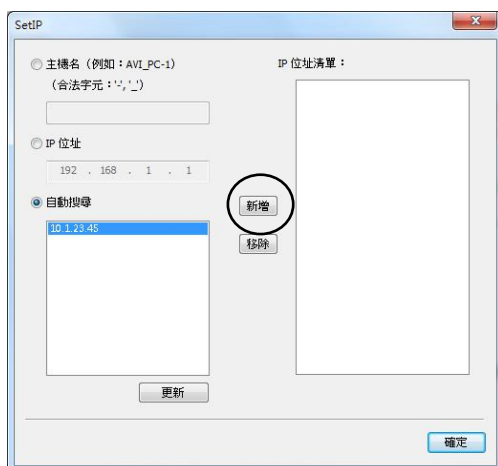 SetIP
主機名（例如：AVI_PC-1）
（合法字元：'-', '_'）
IP 位址
192 . 168 . 1 . 1
自動搜尋
10.1.23.45
更新
新增
移除
IP 位址清單：
確定